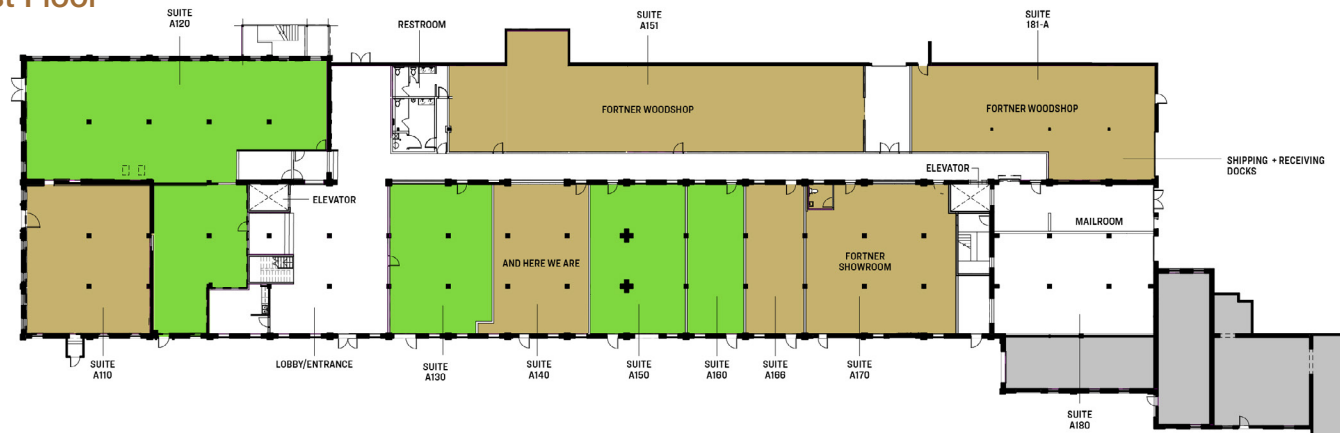 SUITE
A120
RESTROOM
SUITE
A151
SUITE
181-A
FORTNER WOODSHOP
FORTNER WOODSHOP
ELEVATOR
SHIPPING + RECEIVING
DOCKS
ELEVATOR
MAILROOM
AND HERE WE ARE
FORTNER
SHOWROOM
SUITE
A110
LOBBY/ENTRANCE
SUITE
A130
SUITE
A140
SUITE
A150
SUITE
A160
SUITE
A166
SUITE
A170
SUITE
A180